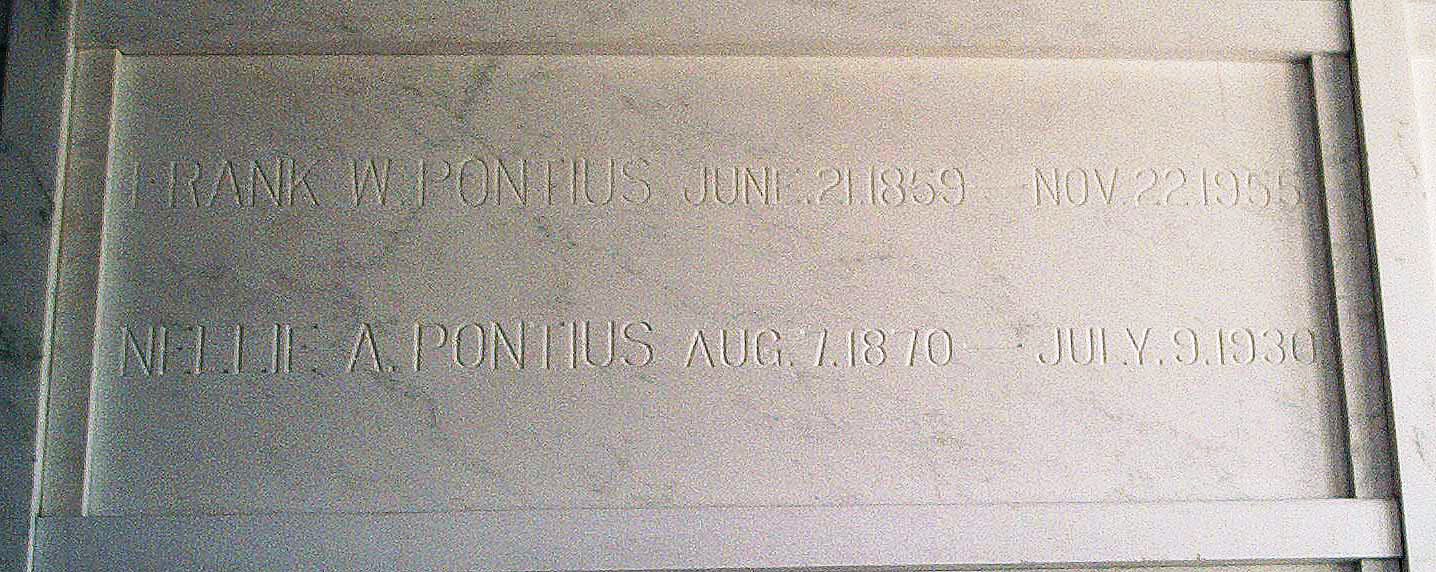 FRANK W. PONTIUS JUNE.21.1859 NOV.22.1955
NELLIE A. PONTIUS AUG. 7.1870 JULY.9.1930